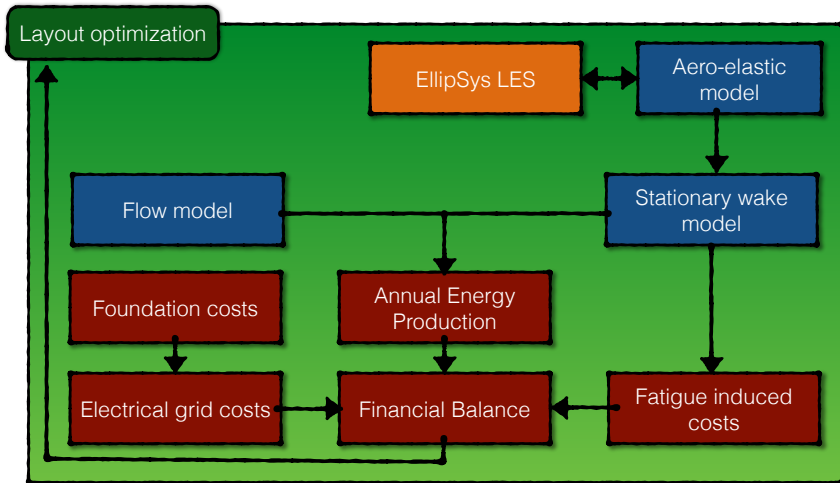 Layout optimization
EllipSys LES
Aero-elastic
model
Flow model
Stationary wake
model
Foundation costs
Annual Energy
Production
Electrical grid costs
Financial Balance
Fatigue induced
costs